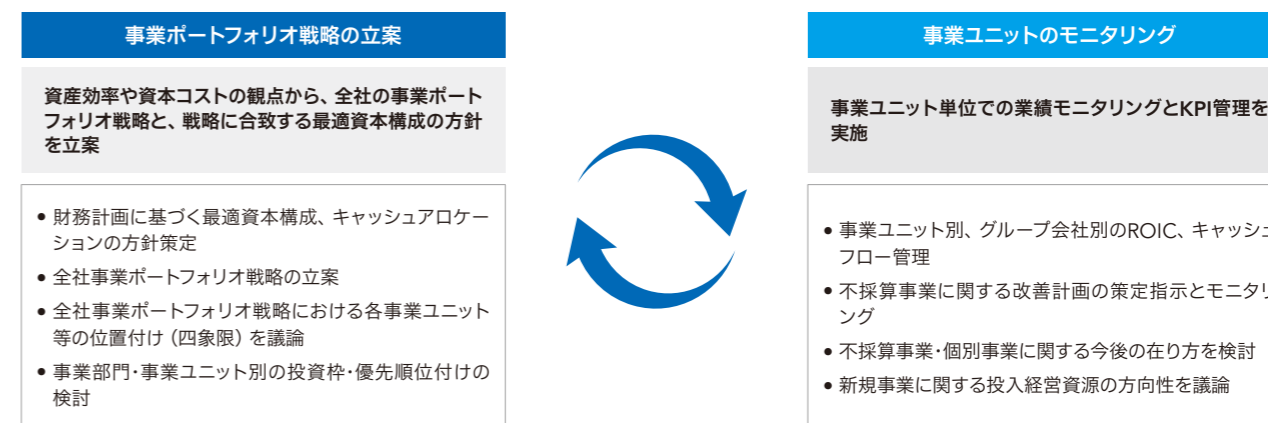 事業ポートフォリオ戦略の立案
資産効率や資本コストの観点から、全社の事業ポート
フォリオ戦略と、戦略に合致する最適資本構成の方針
を立案
• 財務計画に基づく最適資本構成、キャッシュアロケー
ションの方針策定
• 全社事業ポートフォリオ戦略の立案
• 全社事業ポートフォリオ戦略における各事業ユニット
等の位置付け（四象限）を議論
• 事業部門・事業ユニット別の投資枠・優先順位付けの
検討
事業ユニットのモニタリング
事業ユニット単位での業績モニタリングとKPI管理を
実施
• 事業ユニット別、グループ会社別のROIC、キャッシュ
フロー管理
• 不採算事業に関する改善計画の策定指示とモニタリ
ング
• 不採算事業・個別事業に関する今後の在り方を検討
• 新規事業に関する投入経営資源の方向性を議論